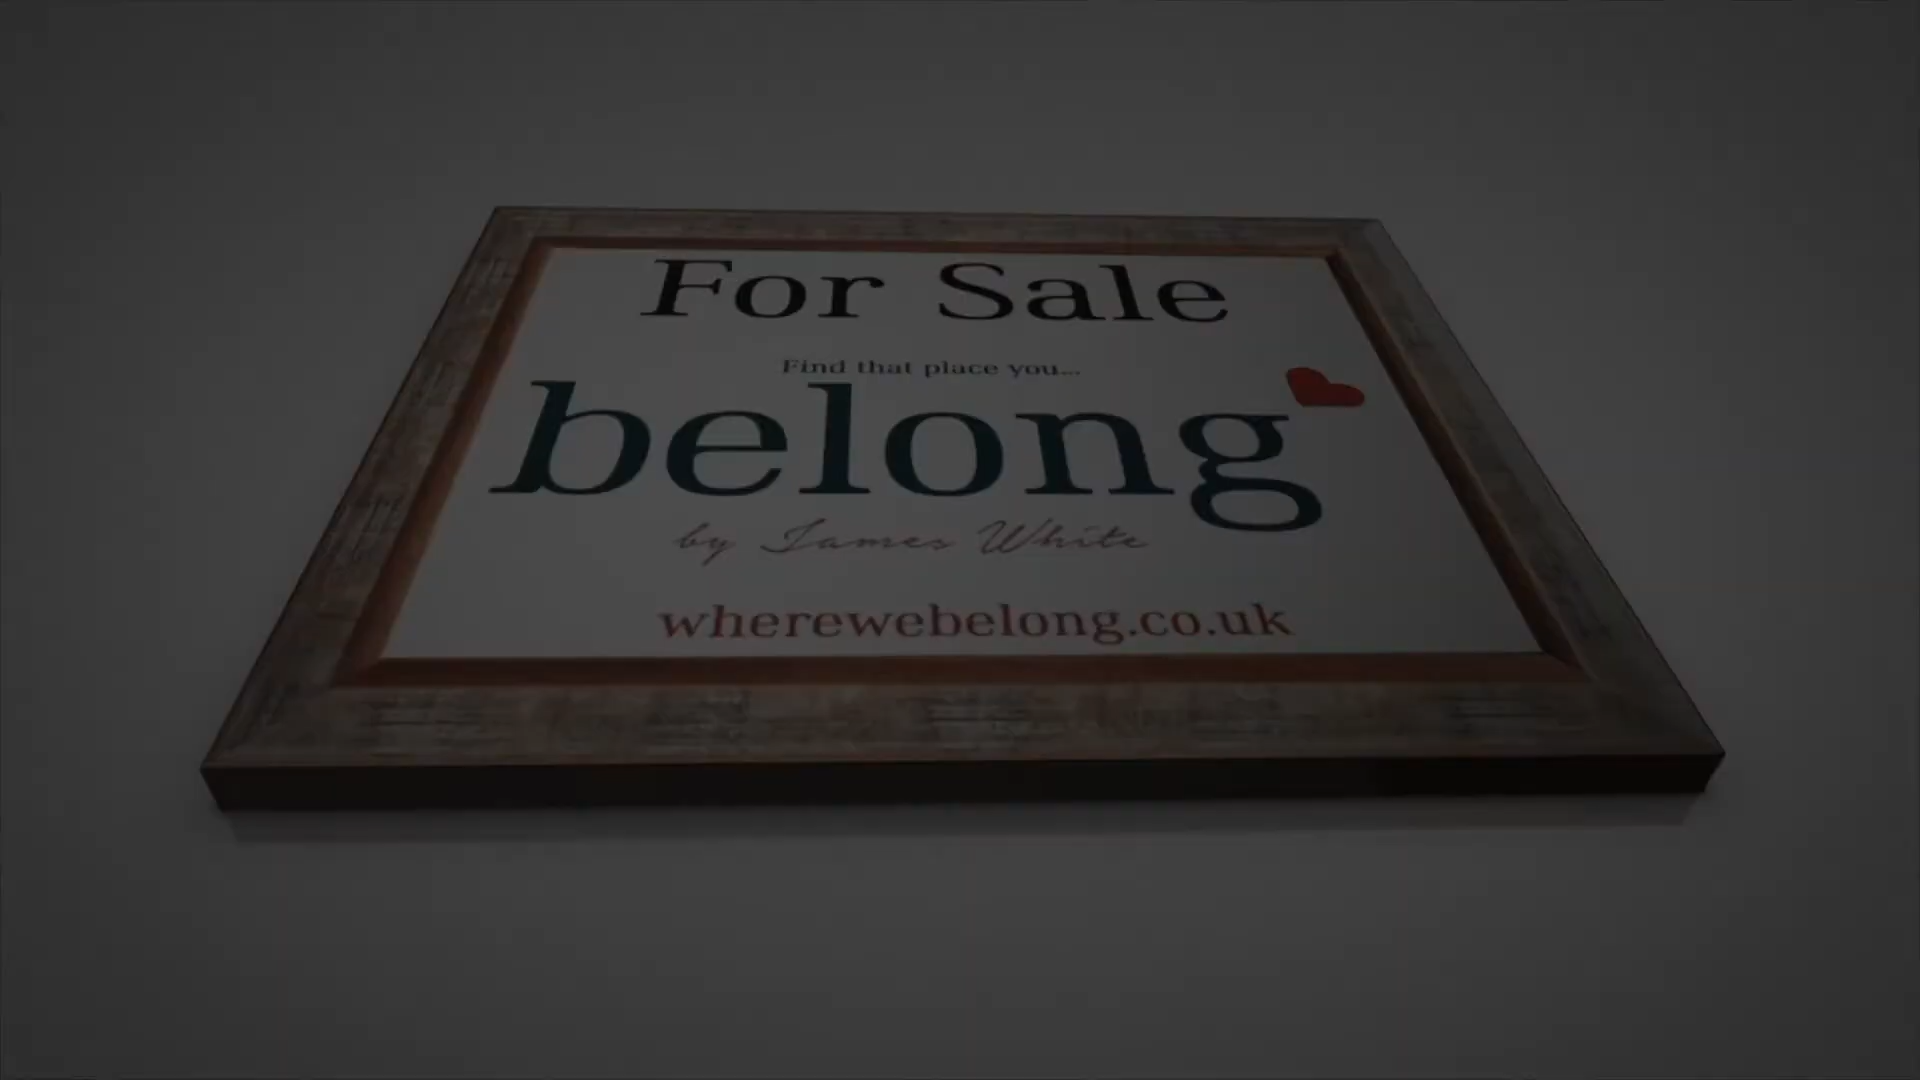 For Sale
Find that place you...
belong
by James White
wherewebelong.co.uk